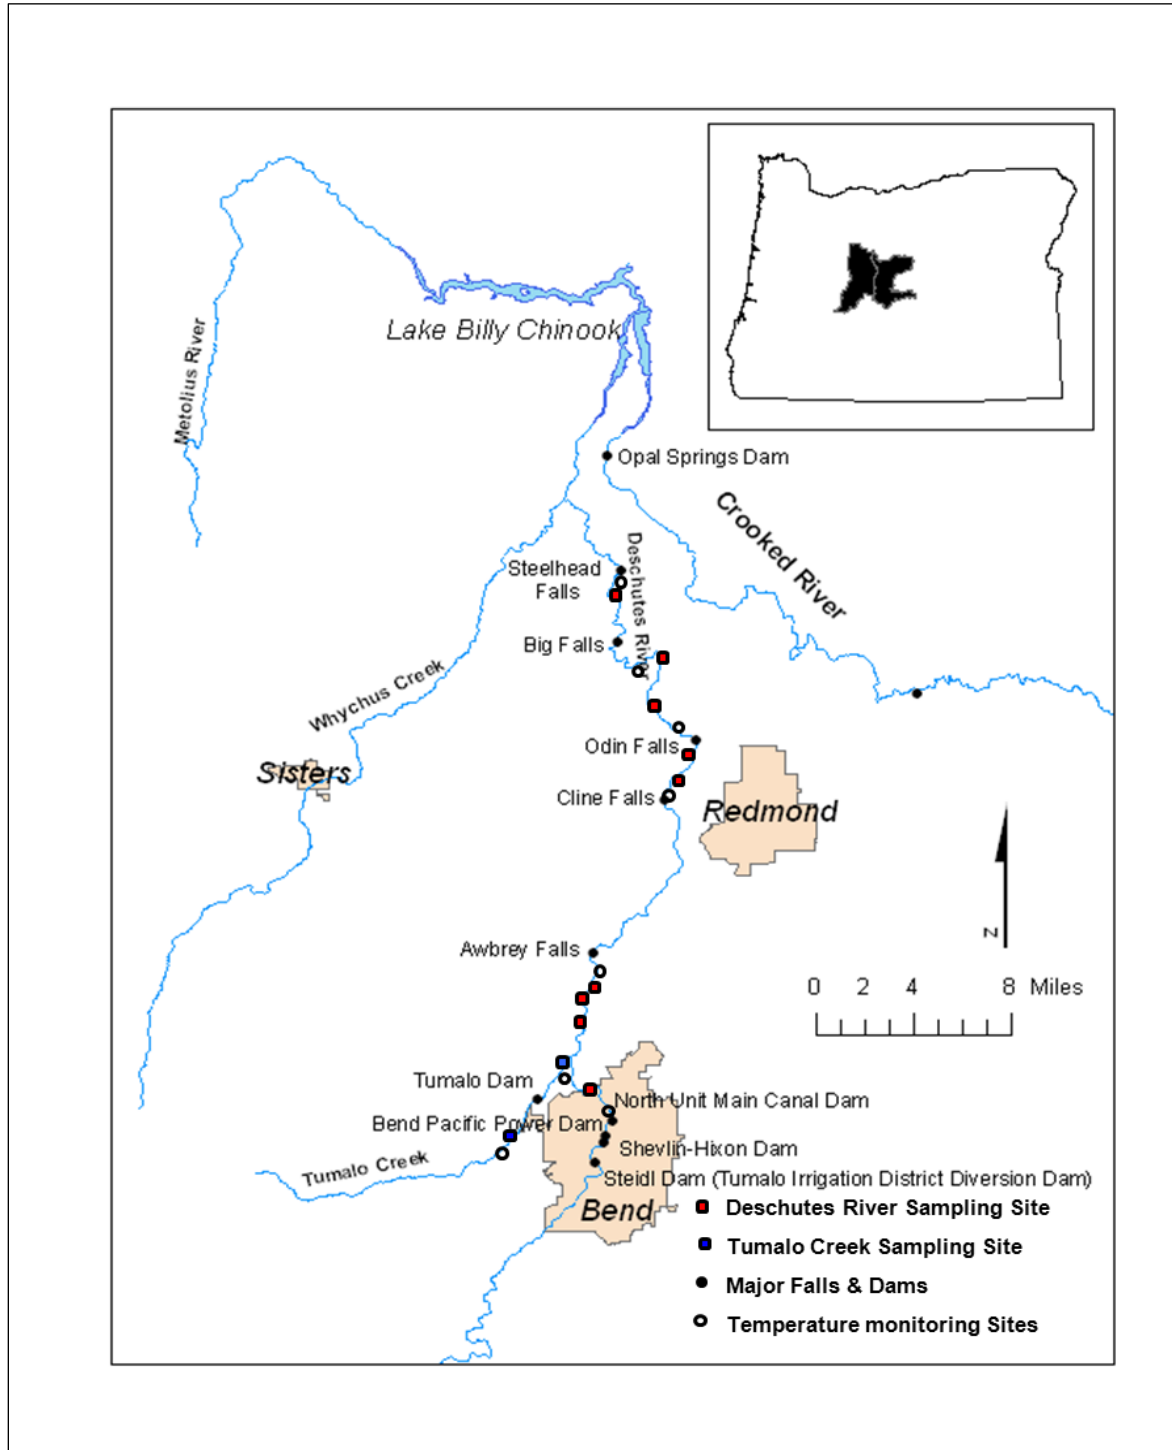 Lake Billy Chinook
Metolius River
Opal Springs Dam
Crooked River
Deschutes River
Steelhead
Falls
Big Falls
Whychus Creek
Odin Falls
Sisters
Cline Falls
Redmond
Z
Awbrey Falls
0 2 4 8 Miles
Tumalo Dam
North Unit Main Canal Dam
Bend Pacific Power Dam
Shevlin-Hixon Dam
Tumalo Creek
Steidl Dam (Tumalo Irrigation District Diversion Dam)
Bend
Deschutes River Sampling Site
Tumalo Creek Sampling Site
Major Falls & Dams
Temperature monitoring Sites